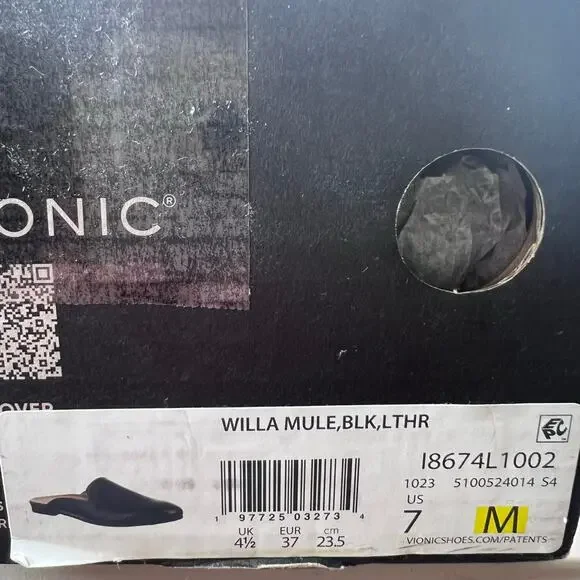 ONIC®
OVER
S
R
WILLA MULE,BLK,LTHR
I8674L1002
1023 5100524014 S4
US
7 M
1 97725 03273 4
UK EUR cm
4½ 37 23.5
VIONICSHOES.COM/PATENTS